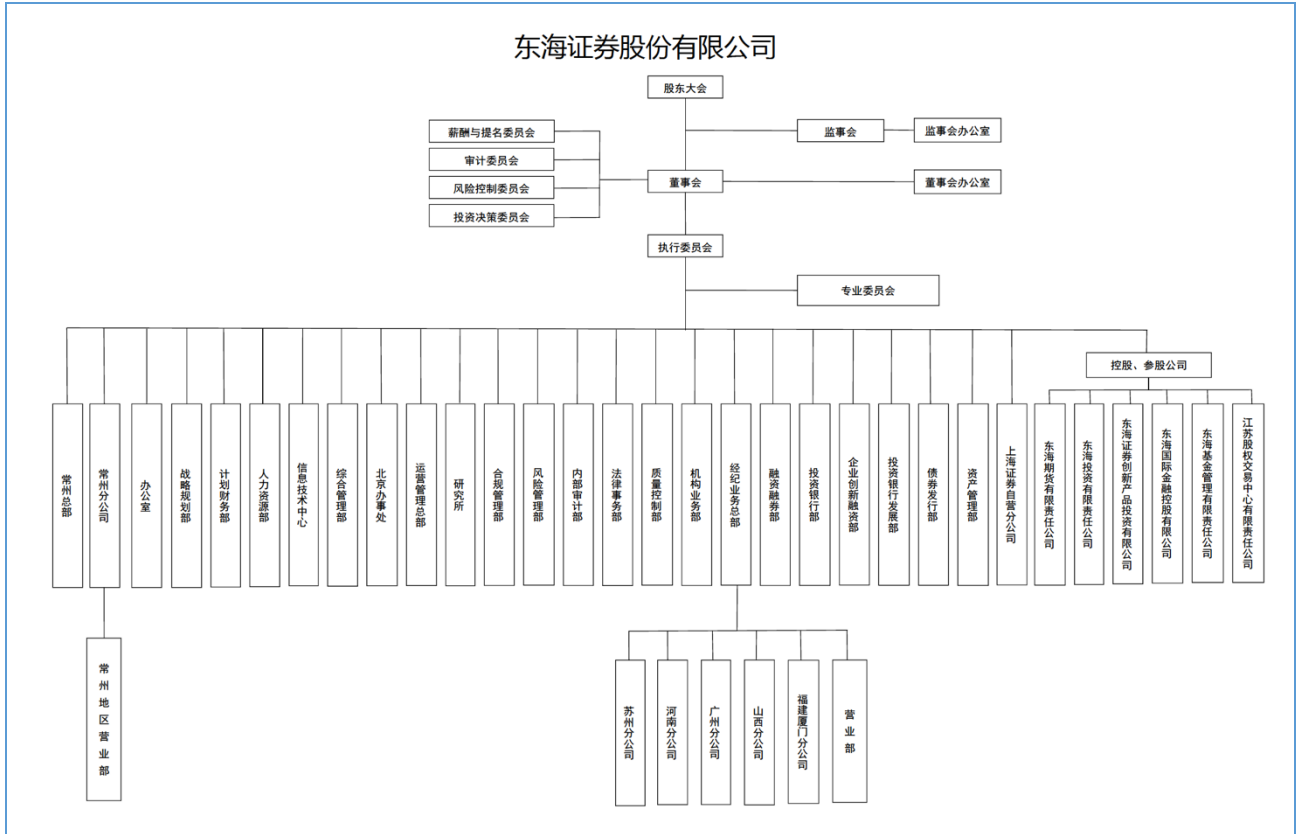 东海证券股份有限公司
股东大会
薪酬与提名委员会
监事会
监事会办公室
审计委员会
董事会
董事会办公室
风险控制委员会
投资决策委员会
执行委员会
专业委员会
控股、参股公司
常州总部
常州分公司
办公室
战略规划部
计划财务部
人力资源部
信息技术中心
综合管理部
北京办事处
运营管理总部
研究所
合规管理部
风险管理部
内部审计部
法律事务部
质量控制部
机构业务部
经纪业务总部
融资融券部
投资银行部
企业创新融资部
投资银行发展部
债券发行部
资产管理部
上海证券自营分公司
东海期货有限责任公司
东海投资有限责任公司
东海证券创新产品投资有限公司
东海国际金融控股有限公司
东海基金管理有限责任公司
江苏股权交易中心有限责任公司
常州地区营业部
苏州分公司
河南分公司
广州分公司
山西分公司
福建厦门分公司
营业部